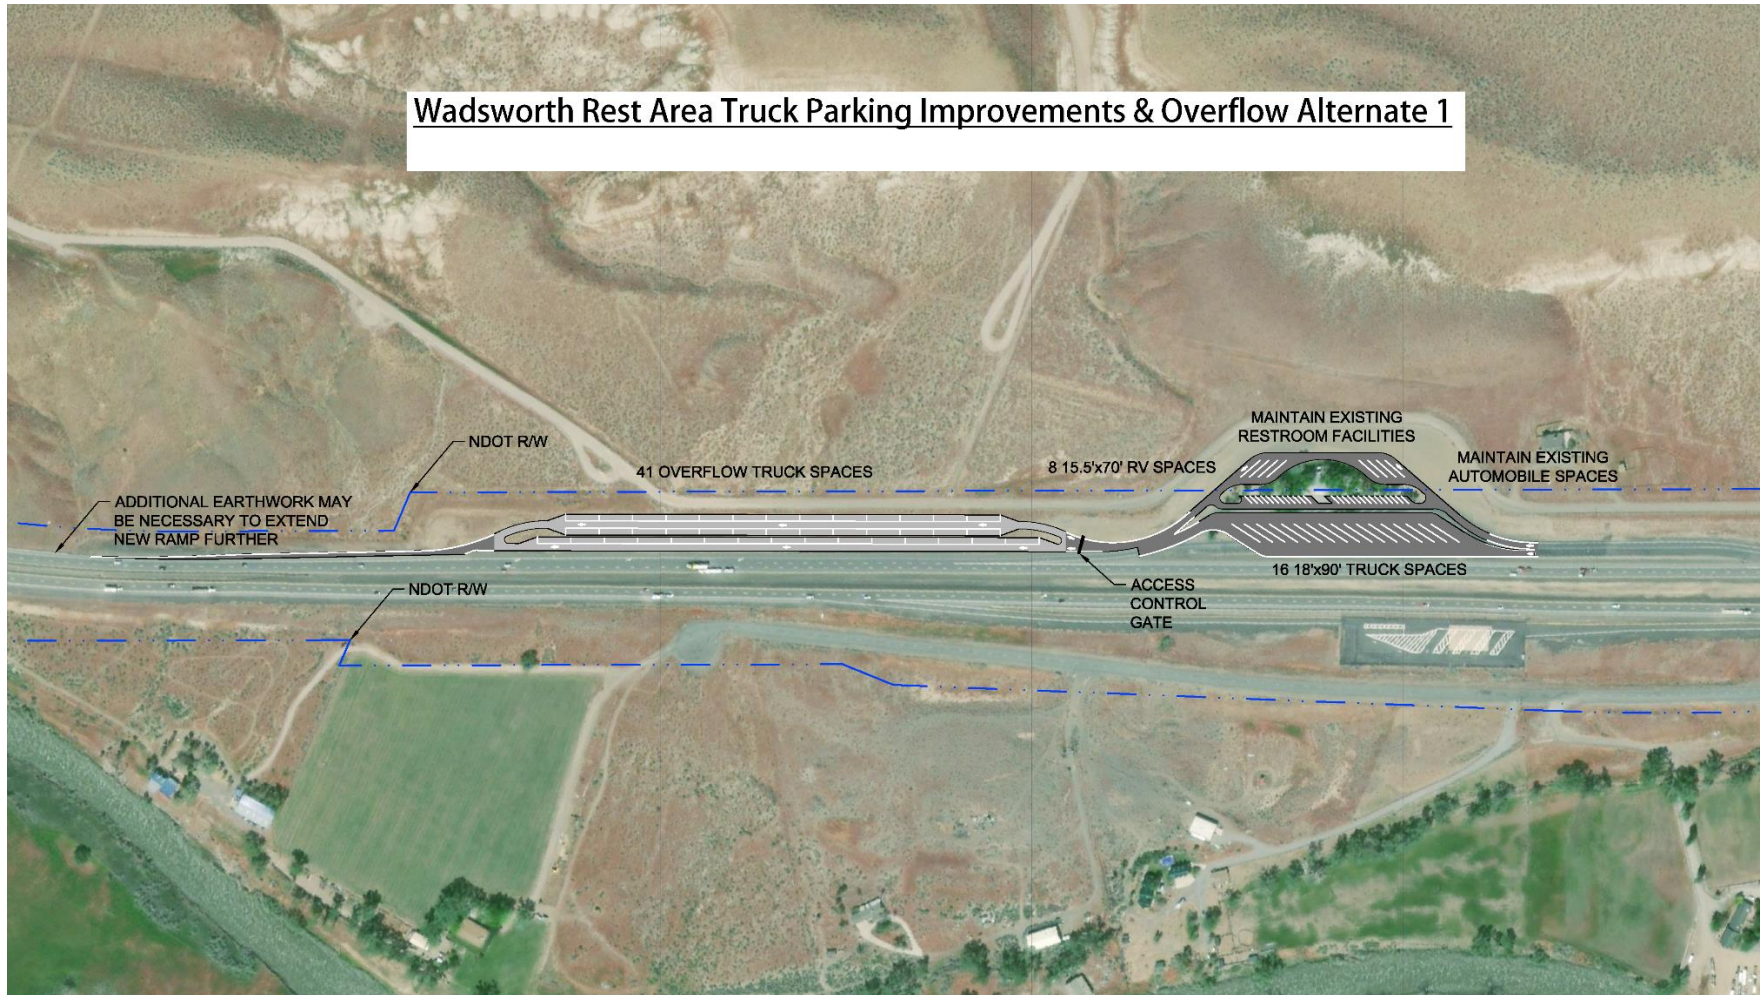 Wadsworth Rest Area Truck Parking Improvements & Overflow Alternate 1
MAINTAIN EXISTING
RESTROOM FACILITIES
NDOT R/W
41 OVERFLOW TRUCK SPACES
8 15.5'x70' RV SPACES
MAINTAIN EXISTING
AUTOMOBILE SPACES
ADDITIONAL EARTHWORK MAY
BE NECESSARY TO EXTEND
NEW RAMP FURTHER
16 18'x90' TRUCK SPACES
NDOT R/W
ACCESS
CONTROL
GATE